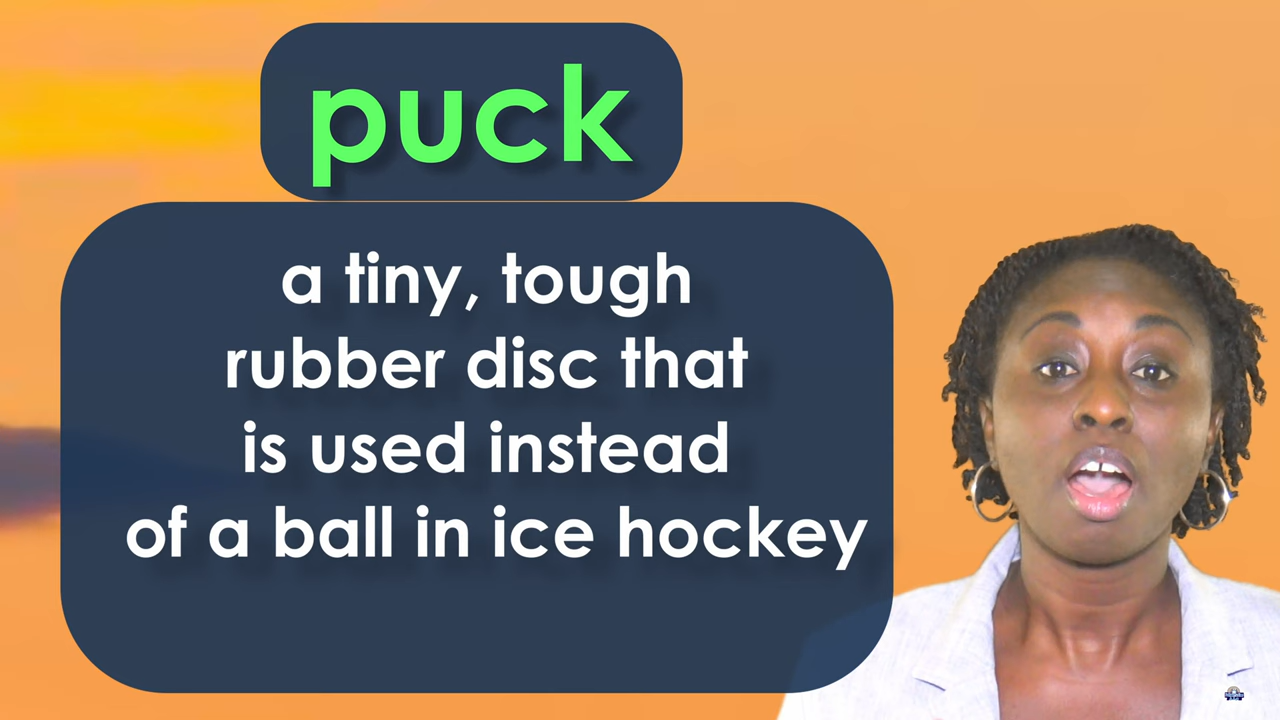 puck
a tiny, tough
rubber disc that
is used instead
of a ball in ice hockey